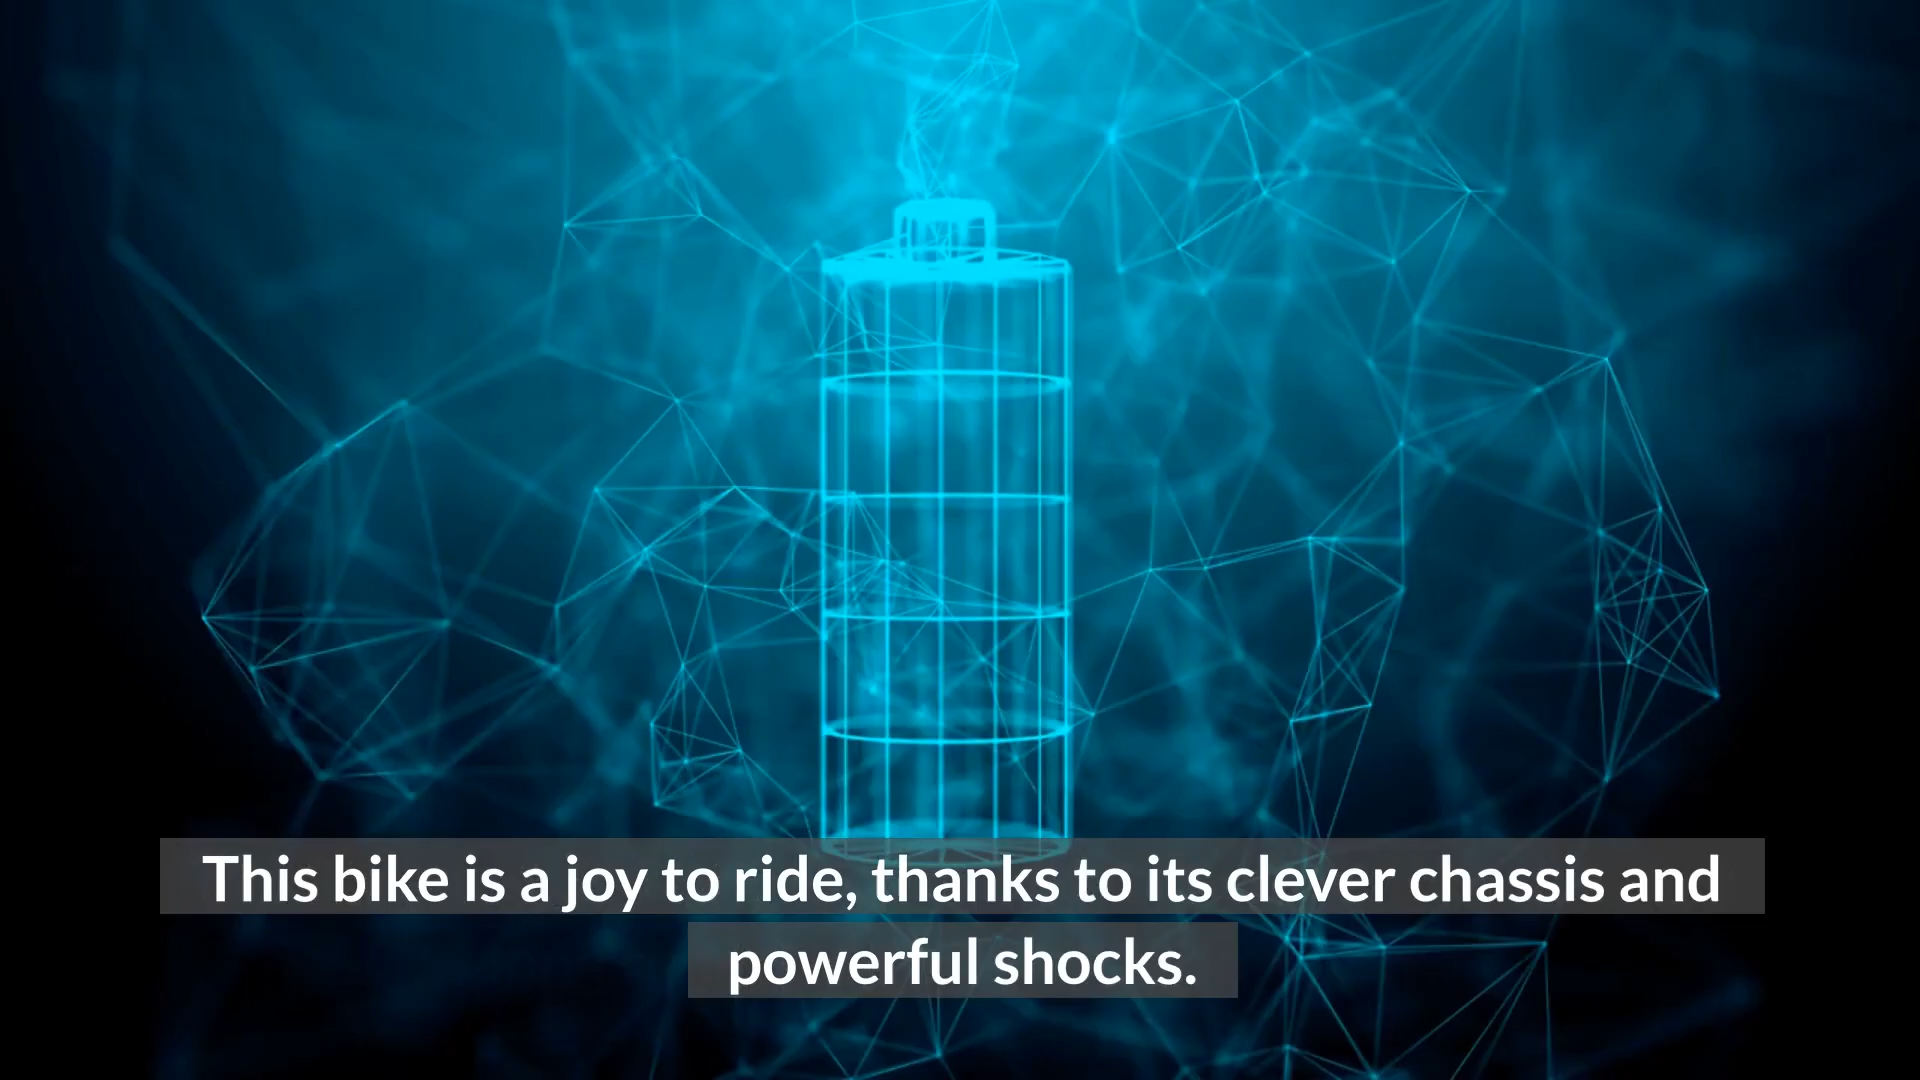 This bike is a joy to ride, thanks to its clever chassis and
powerful shocks.